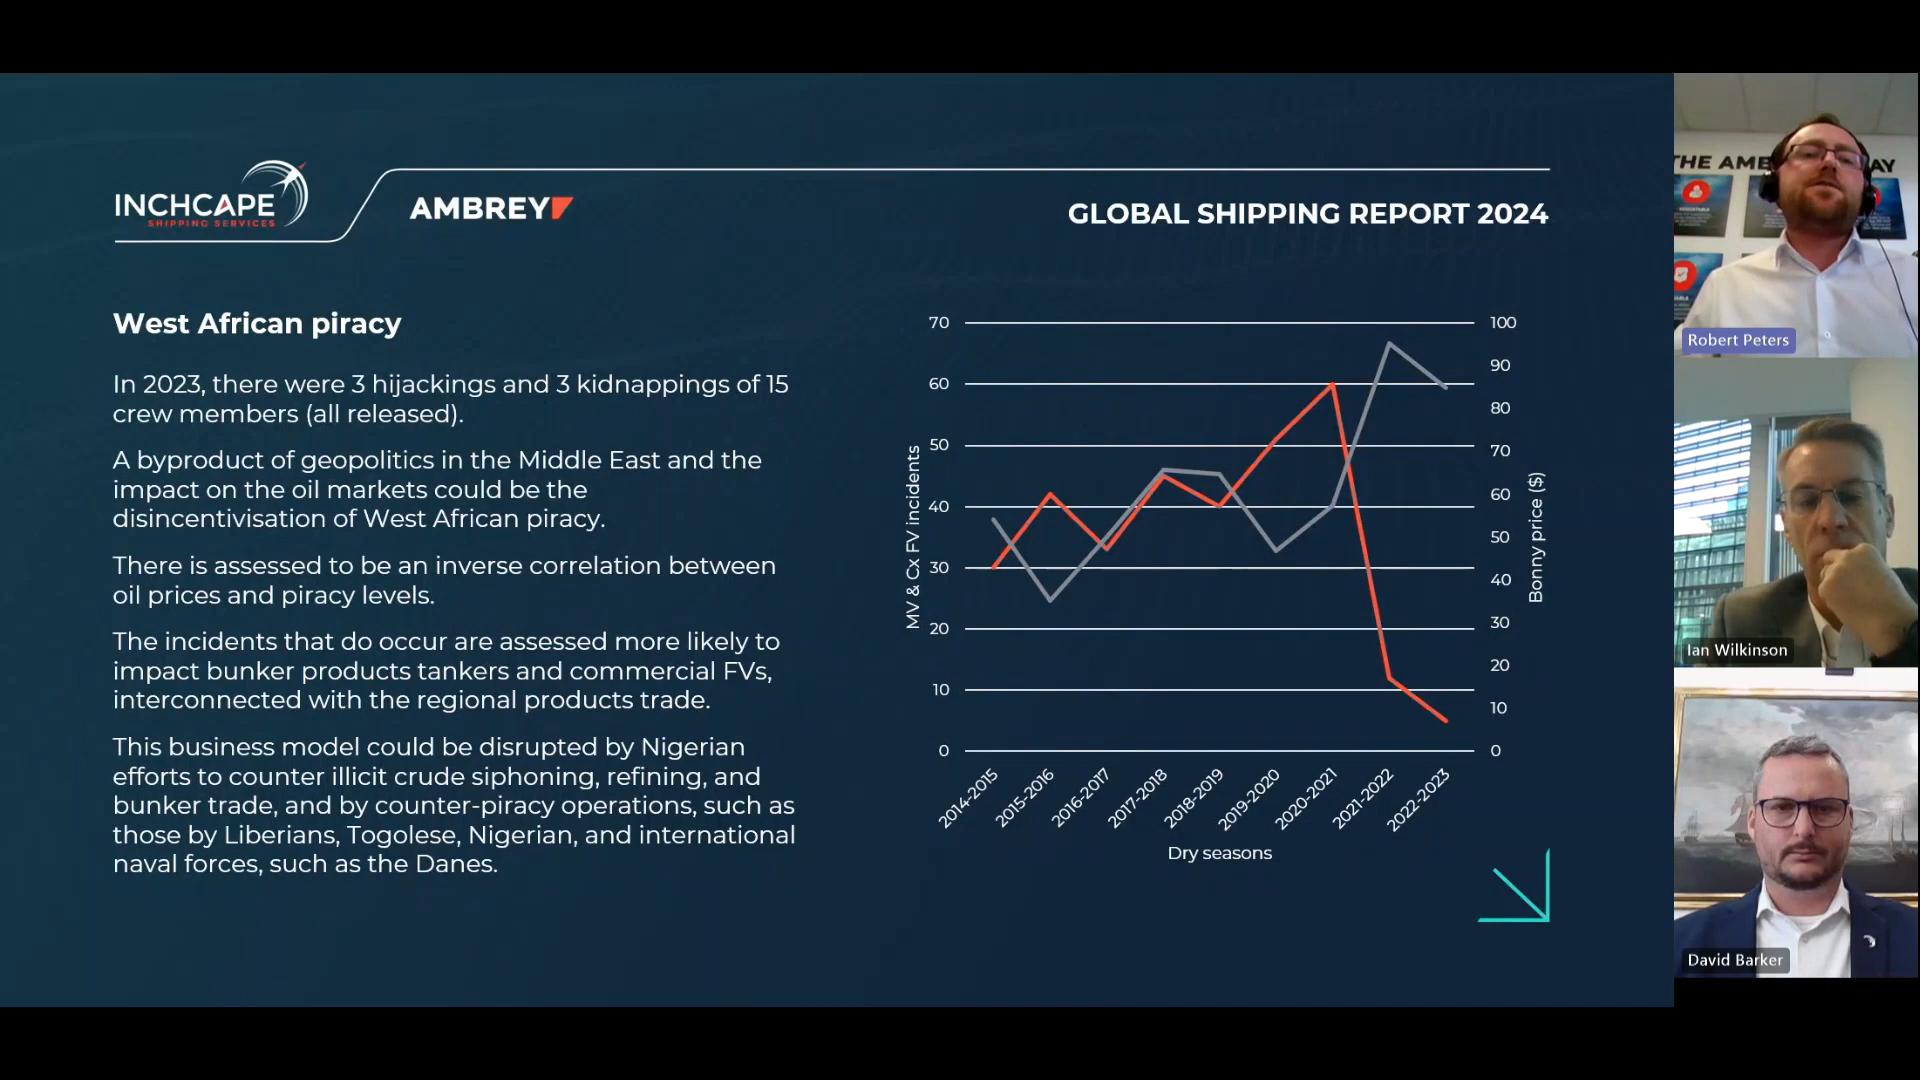 INCHCAPE
SHIPPING SERVICES
AMBREY
GLOBAL SHIPPING REPORT 2024
West African piracy
In 2023, there were 3 hijackings and 3 kidnappings of 15
crew members (all released).
A byproduct of geopolitics in the Middle East and the
impact on the oil markets could be the
disincentivisation of West African piracy.
There is assessed to be an inverse correlation between
oil prices and piracy levels.
The incidents that do occur are assessed more likely to
impact bunker products tankers and commercial FVs,
interconnected with the regional products trade.
This business model could be disrupted by Nigerian
efforts to counter illicit crude siphoning, refining, and
bunker trade, and by counter-piracy operations, such as
those by Liberians, Togolese, Nigerian, and international
naval forces, such as the Danes.
MV & Cx FV incidents
70
60
50
40
30
20
10
0
100
90
80
70
60
50
40
30
20
10
0
Bonny price ($)
2014-2015
2015-2016
2016-2017
2017-2018
2018-2019
2019-2020
2020-2021
2021-2022
2022-2023
Dry seasons
THE AMB AY
Robert Peters
Ian Wilkinson
David Barker